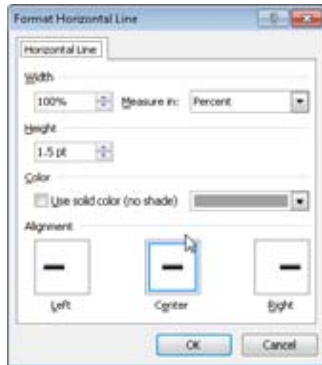 Format Horizontal Line
Horizontal Line
Width
100% Measure in: Percent
Height
1.5 pt
Color
Use solid color (no shade)
Alignment
Left Center Right
OK Cancel